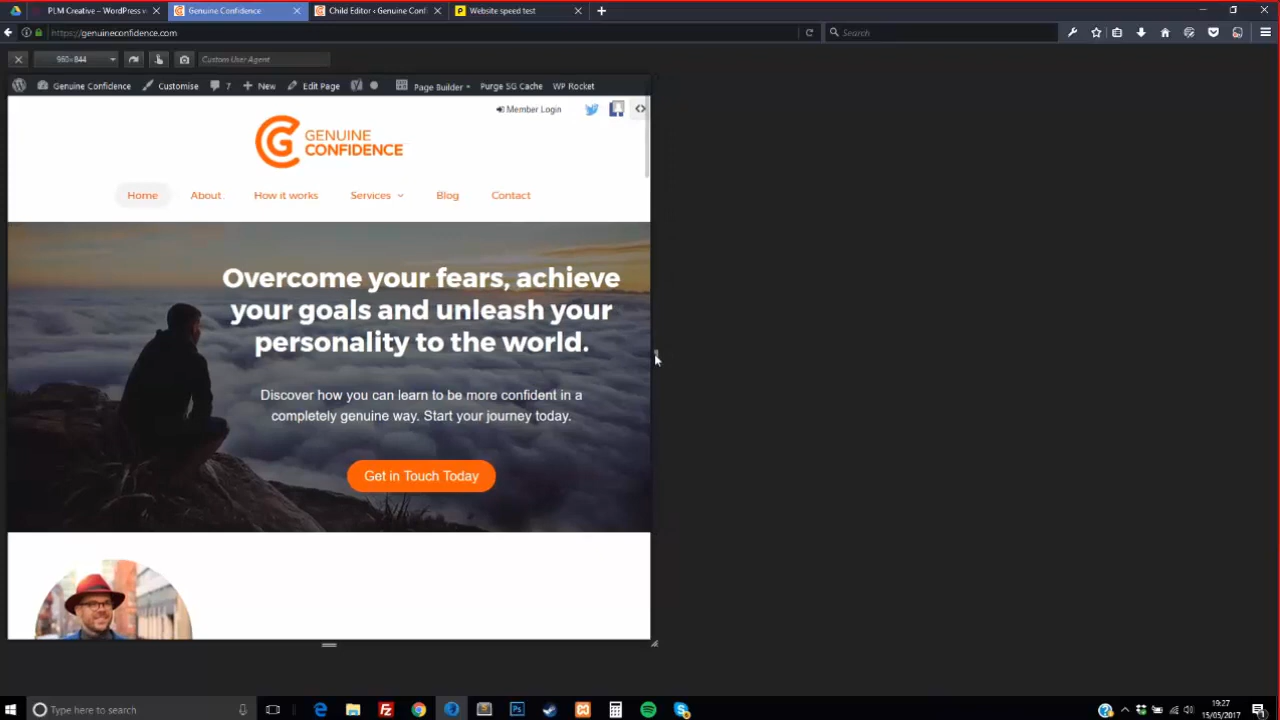 PLM Creative – WordPress v
Genuine Confidence
Child Editor ‹ Genuine Conf
Website speed test
https://genuineconfidence.com
Search
960×844
Custom User Agent
Genuine Confidence
Customise
7
New
Edit Page
Page Builder
Purge SG Cache
WP Rocket
Member Login
GENUINE
CONFIDENCE
Home
About
How it works
Services
Blog
Contact
Overcome your fears, achieve
your goals and unleash your
personality to the world.
Discover how you can learn to be more confident in a
completely genuine way. Start your journey today.
Get in Touch Today
Type here to search
19:27
15/05/2017